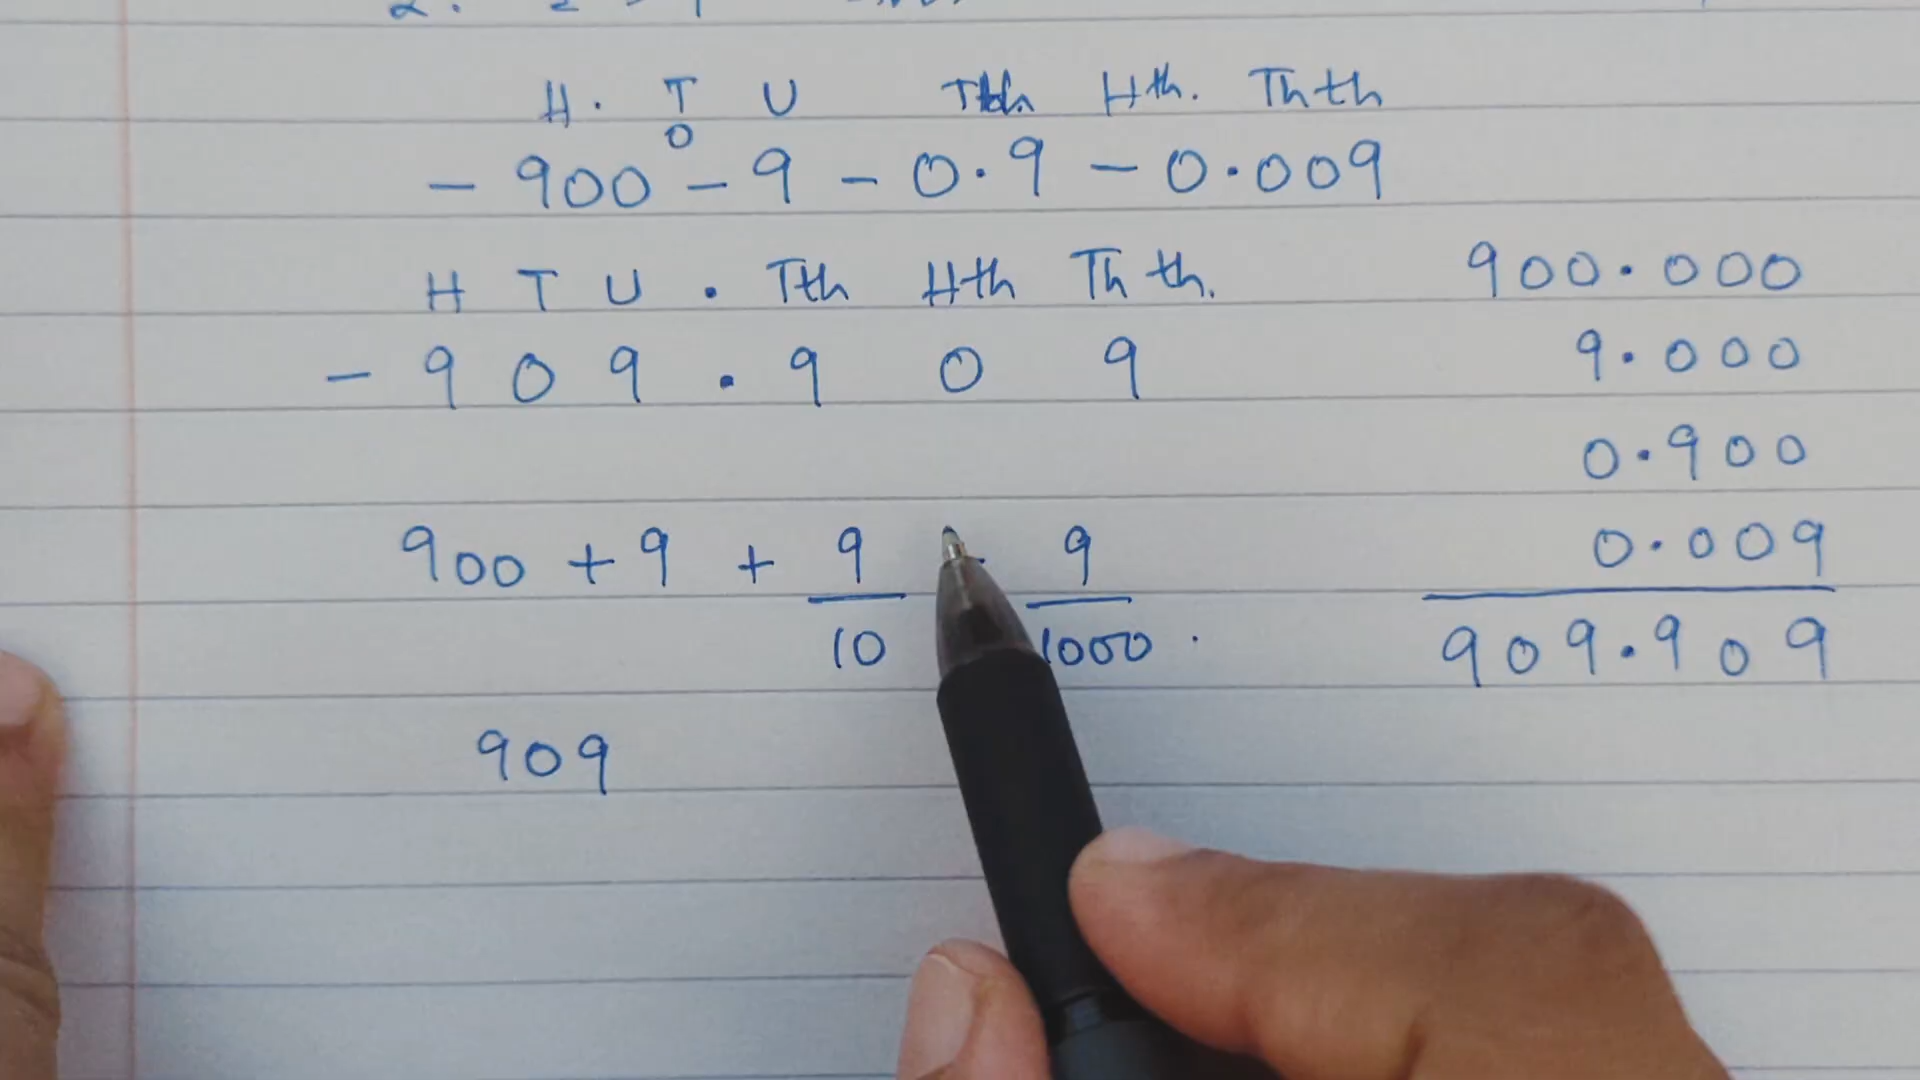 H. T U Tth Hth. Thth
0
- 900 - 9 - 0.9 - 0.009
H T U . Tth Hth Th th.
- 9 0 9 . 9 0 9
900.000
9.000
0.900
0.009
909.909
900 + 9 + 9/10 + 9/1000 .
909